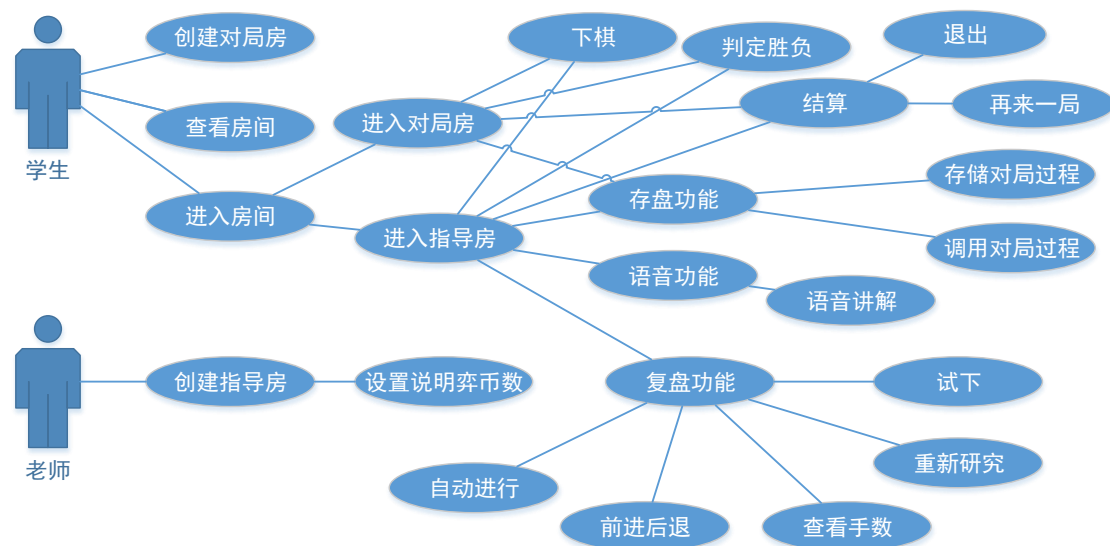 创建对局房
下棋
判定胜负
退出
结算
再来一局
进入对局房
查看房间
学生
存储对局过程
存盘功能
进入房间
进入指导房
调用对局过程
语音功能
语音讲解
创建指导房
设置说明弈币数
复盘功能
试下
老师
重新研究
自动进行
前进后退
查看手数